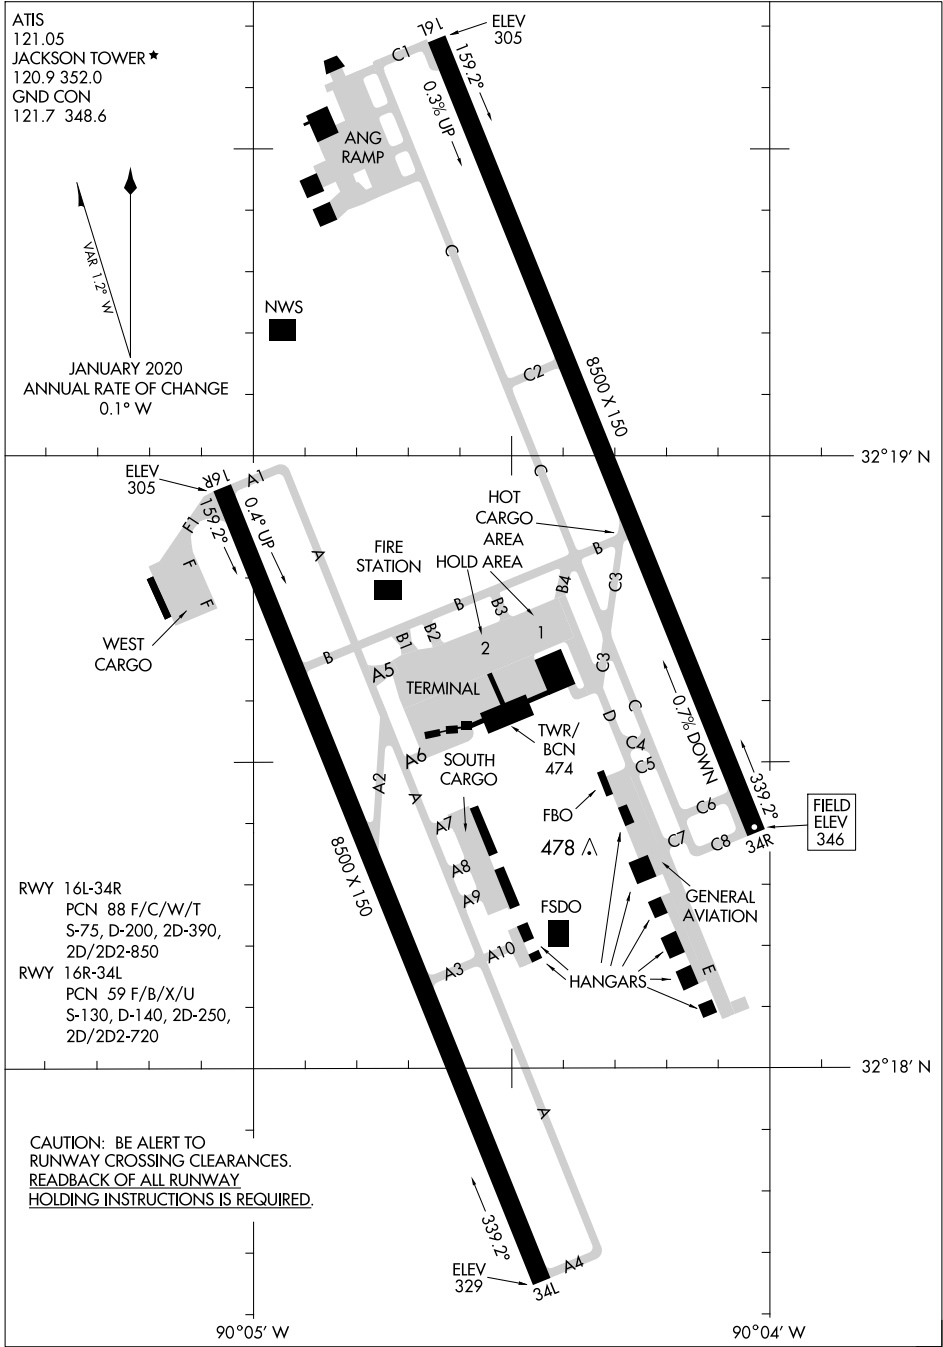 ATIS
121.05
JACKSON TOWER ★
120.9 352.0
GND CON
121.7 348.6
16L
ELEV
305
159.2°
0.3% UP
C1
ANG
RAMP
C
VAR 1.2° W
JANUARY 2020
ANNUAL RATE OF CHANGE
0.1° W
NWS
C2
8500 X 150
32°19' N
ELEV
305
16R
A1
159.2°
0.4° UP
F1
F
F
WEST
CARGO
A
FIRE
STATION
HOT
CARGO
AREA
HOLD AREA
C
B
B4
C3
B
B3
B2
B1
B
A5
1
2
TERMINAL
C3
D
C
C4
C5
0.7% DOWN
339.2°
C6
C7
C8
34R
FIELD
ELEV
346
TWR/
BCN
474
A6
SOUTH
CARGO
A2
A
A7
A8
A9
FBO
478
8500 X 150
FSDO
GENERAL
AVIATION
HANGARS
E
A10
A3
RWY 16L-34R
PCN 88 F/C/W/T
S-75, D-200, 2D-390,
2D/2D2-850
RWY 16R-34L
PCN 59 F/B/X/U
S-130, D-140, 2D-250,
2D/2D2-720
32°18' N
A
CAUTION: BE ALERT TO
RUNWAY CROSSING CLEARANCES.
READBACK OF ALL RUNWAY
HOLDING INSTRUCTIONS IS REQUIRED.
339.2°
ELEV
329
34L
A4
90°05' W
90°04' W